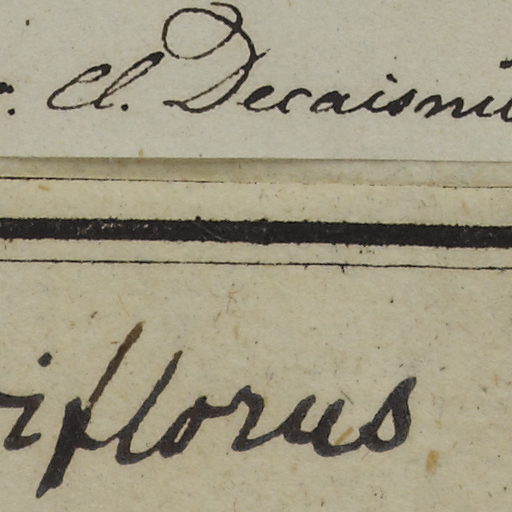 . Cl. Decaisni
iflorus